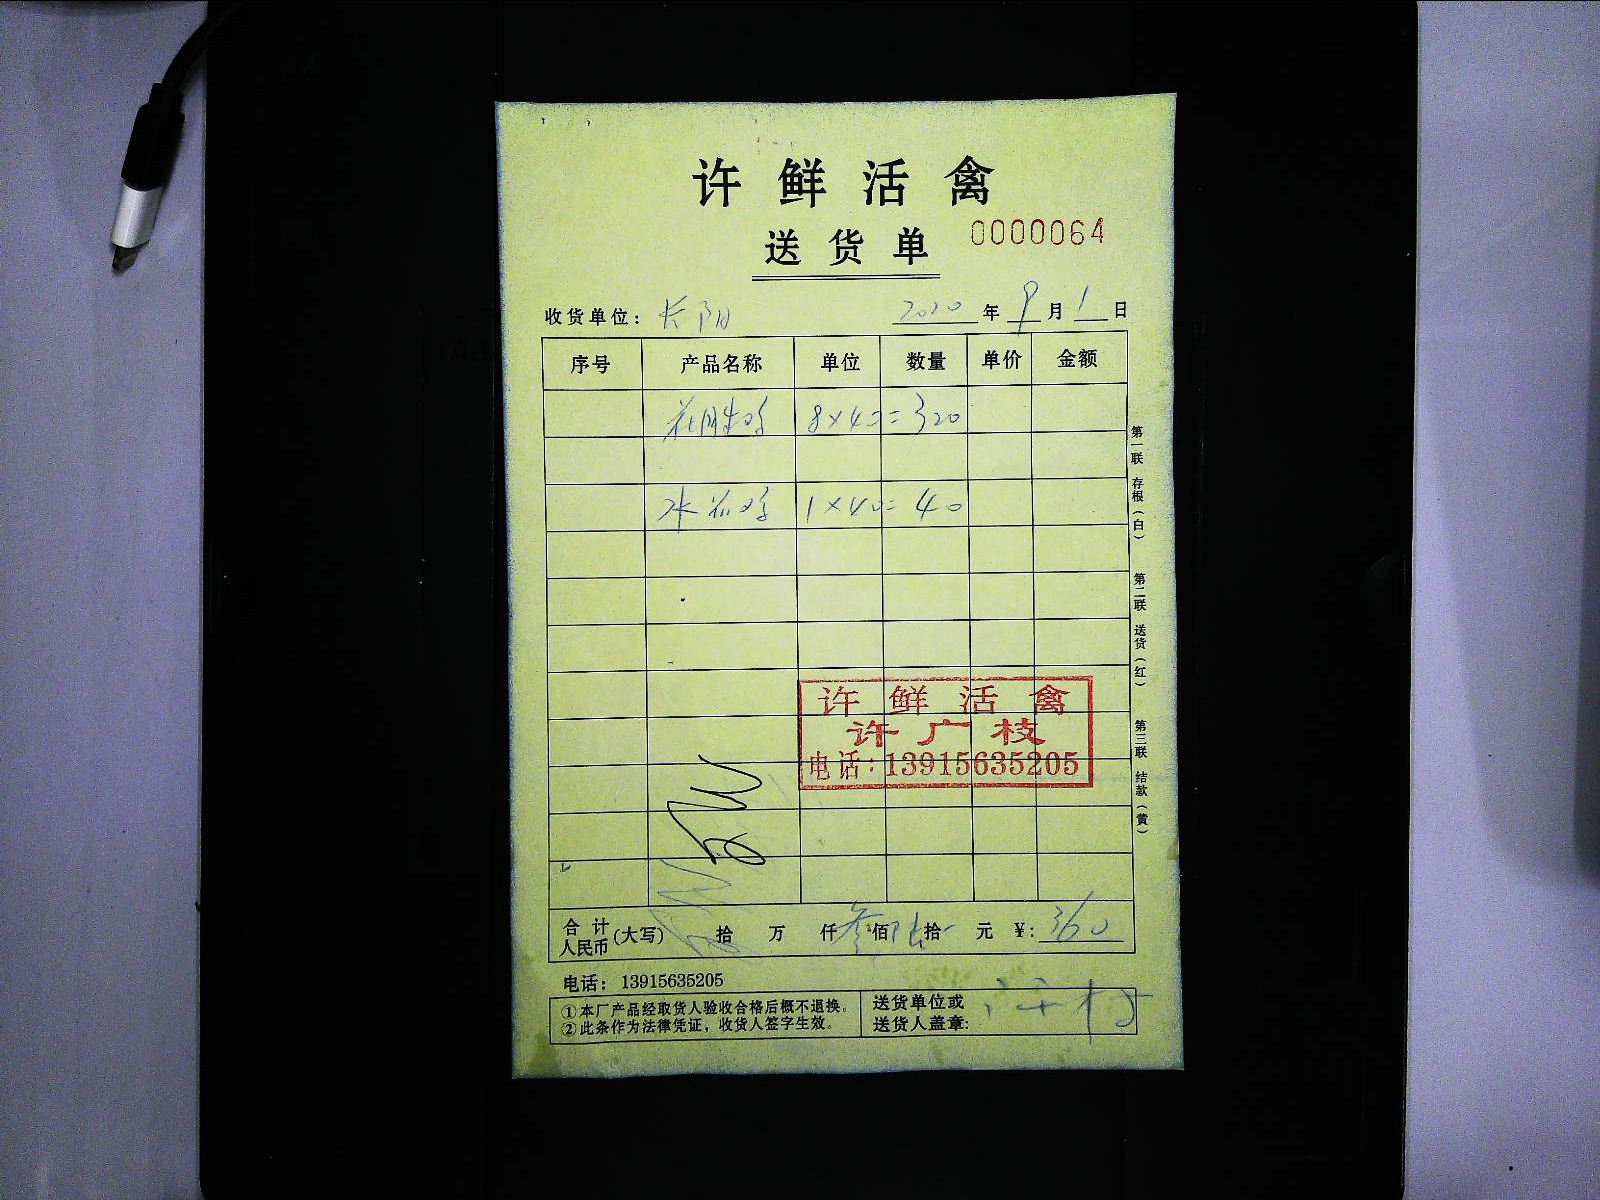 许鲜活禽
送货单 0000064
收货单位: 长阳 2020 年 9 月 1 日
序号 产品名称 单位 数量 单价 金额
8×40=320
水花鸡 1×40=40
许鲜活禽
许广枝
电话:13915635205
合计人民币(大写) 拾 万 仟 叁佰 陆拾 元 ¥: 360
电话: 13915635205
①本厂产品经取货人验收合格后概不退换。
②此条作为法律凭证,收货人签字生效。
送货单位或
送货人盖章:
第一联 存根(白)
第二联 送货(红)
第三联 结款(黄)